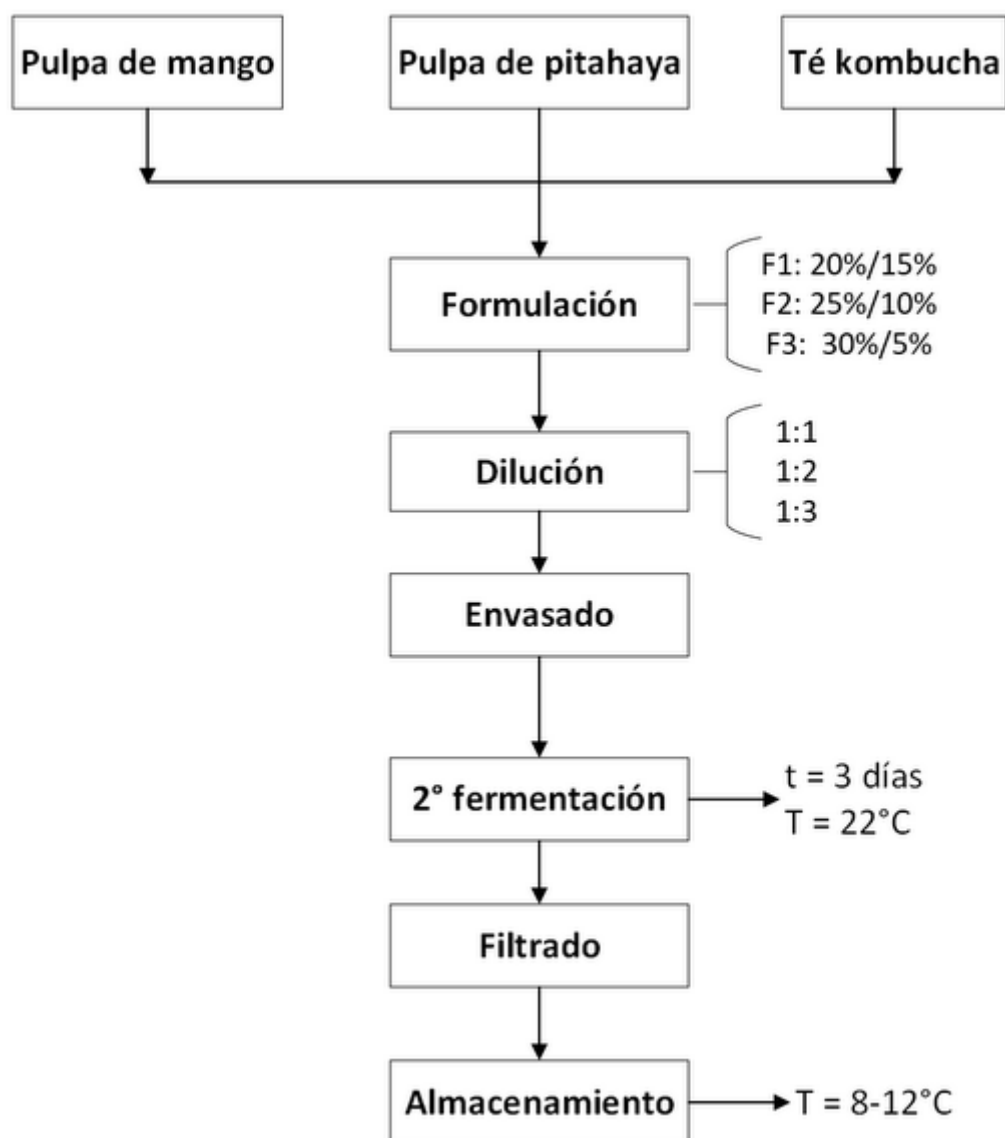 Pulpa de mango
Pulpa de pitahaya
Té kombucha
Formulación
F1: 20%/15%
F2: 25%/10%
F3: 30%/5%
Dilución
1:1
1:2
1:3
Envasado
2° fermentación
t = 3 días
T = 22°C
Filtrado
Almacenamiento
T = 8-12°C